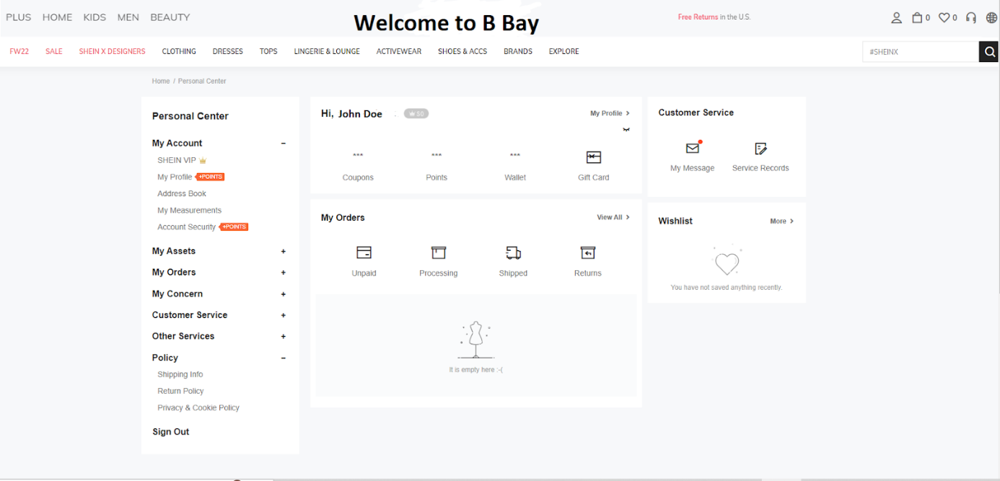 PLUS HOME KIDS MEN BEAUTY
Welcome to B Bay
Free Returns in the U.S.
0 0
FW22 SALE SHEIN X DESIGNERS CLOTHING DRESSES TOPS LINGERIE & LOUNGE ACTIVEWEAR SHOES & ACCS BRANDS EXPLORE
#SHEINX
Home / Personal Center
Personal Center
My Account −
SHEIN VIP
My Profile +POINTS
Address Book
My Measurements
Account Security +POINTS
My Assets +
My Orders +
My Concern +
Customer Service +
Other Services +
Policy −
Shipping Info
Return Policy
Privacy & Cookie Policy
Sign Out
Hi, John Doe 50
My Profile >
*** *** ***
Coupons Points Wallet Gift Card
My Orders View All >
Unpaid Processing Shipped Returns
It is empty here :-(
Customer Service
My Message Service Records
Wishlist More >
You have not saved anything recently.